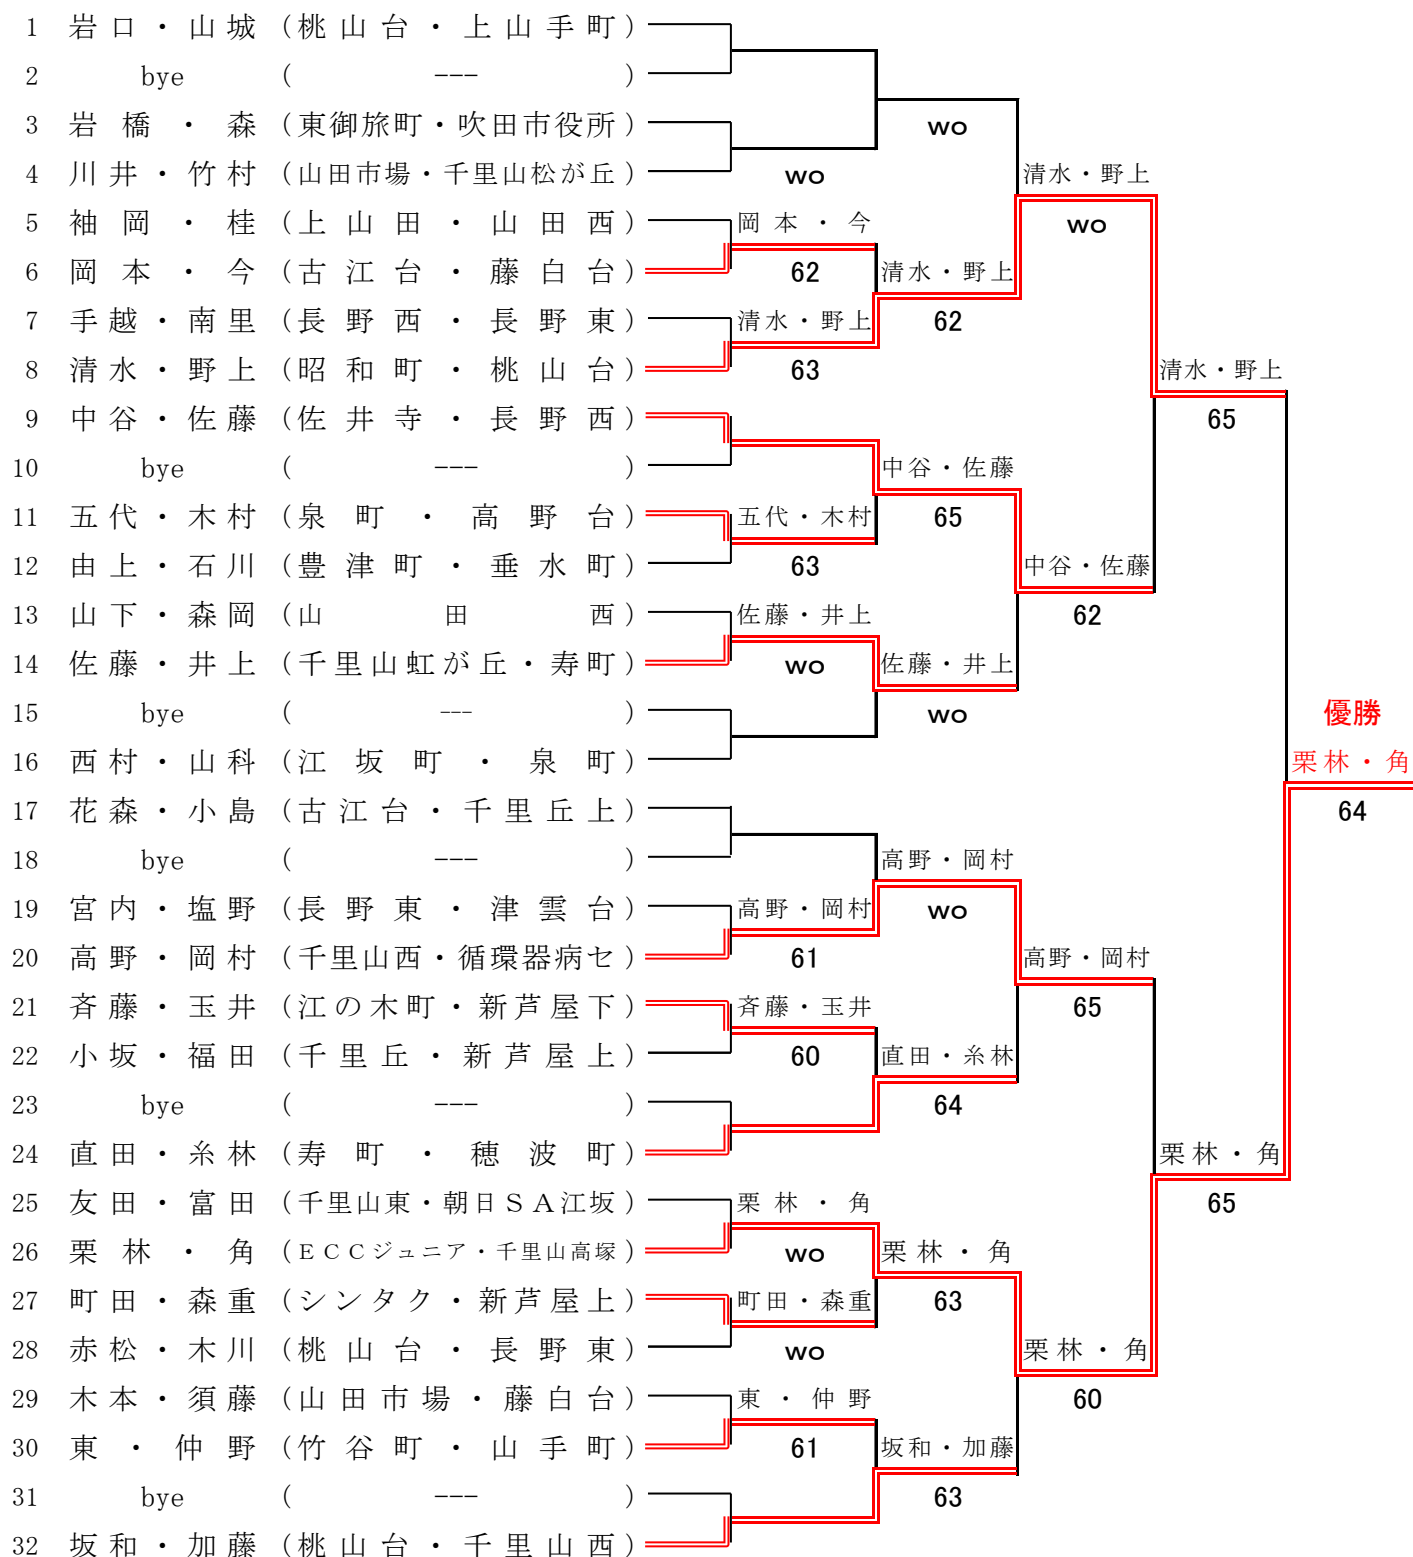 1 岩口・山城 (桃山台・上山手町)
2 bye ( --- )
3 岩橋・森 (東御旅町・吹田市役所)
wo
4 川井・竹村 (山田市場・千里山松が丘)
wo
清水・野上
5 袖岡・桂 (上山田・山田西)
岡本・今
wo
6 岡本・今 (古江台・藤白台)
62
清水・野上
7 手越・南里 (長野西・長野東)
清水・野上
62
8 清水・野上 (昭和町・桃山台)
63
清水・野上
9 中谷・佐藤 (佐井寺・長野西)
65
10 bye ( --- )
中谷・佐藤
11 五代・木村 (泉町・高野台)
五代・木村
65
12 由上・石川 (豊津町・垂水町)
63
中谷・佐藤
13 山下・森岡 (山田西)
佐藤・井上
62
14 佐藤・井上 (千里山虹が丘・寿町)
wo
佐藤・井上
15 bye ( --- )
wo
優勝
16 西村・山科 (江坂町・泉町)
栗林・角
17 花森・小島 (古江台・千里丘上)
64
18 bye ( --- )
高野・岡村
19 宮内・塩野 (長野東・津雲台)
高野・岡村
wo
20 高野・岡村 (千里山西・循環器病セ)
61
高野・岡村
21 斉藤・玉井 (江の木町・新芦屋下)
斉藤・玉井
65
22 小坂・福田 (千里丘・新芦屋上)
60
直田・糸林
23 bye ( --- )
64
24 直田・糸林 (寿町・穂波町)
栗林・角
25 友田・富田 (千里山東・朝日SA江坂)
栗林・角
65
26 栗林・角 (ECCジュニア・千里山高塚)
wo
栗林・角
27 町田・森重 (シンタク・新芦屋上)
町田・森重
63
28 赤松・木川 (桃山台・長野東)
wo
栗林・角
29 木本・須藤 (山田市場・藤白台)
東・仲野
60
30 東・仲野 (竹谷町・山手町)
61
坂和・加藤
31 bye ( --- )
63
32 坂和・加藤 (桃山台・千里山西)